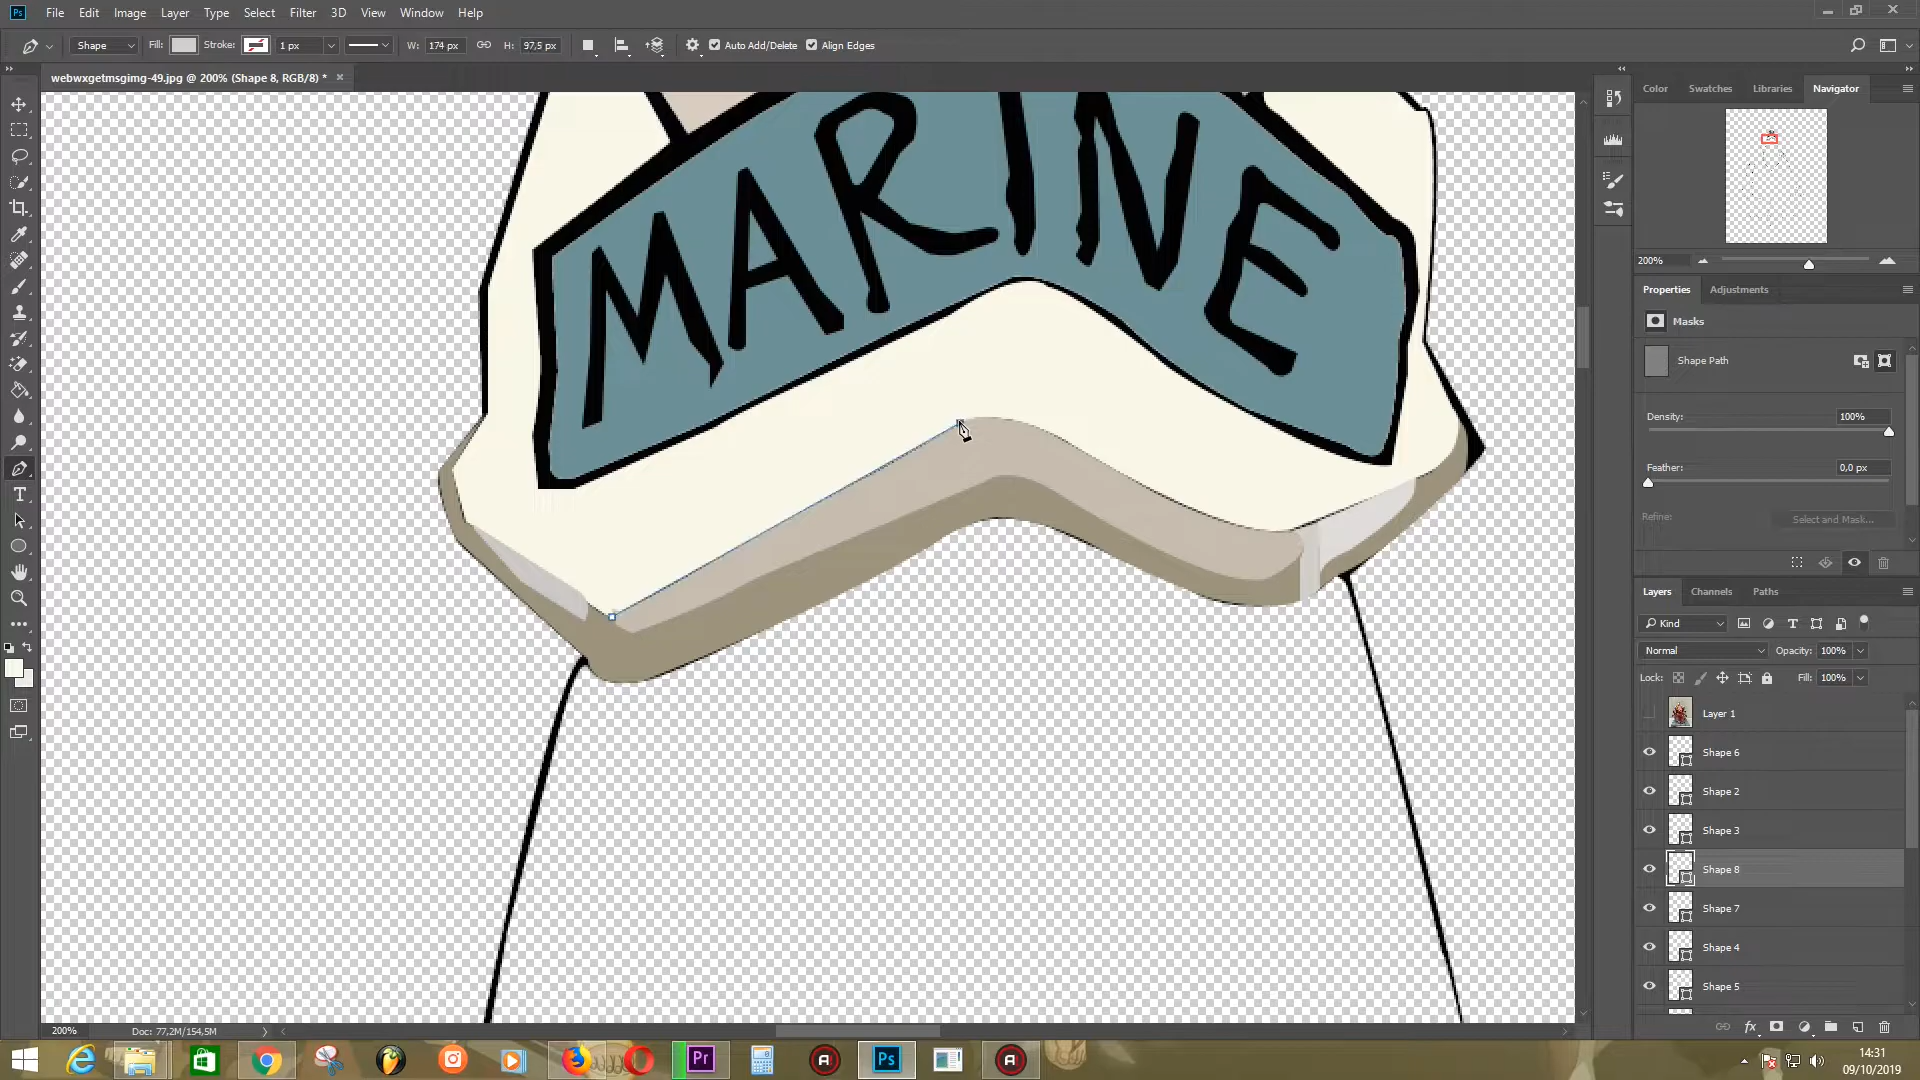 Ps File Edit Image Layer Type Select Filter 3D View Window Help
Shape Fill: Stroke: 1 px W: 174 px H: 97,5 px Auto Add/Delete Align Edges
webwxgetmsgimg-49.jpg @ 200% (Shape 8, RGB/8) *
Color Swatches Libraries Navigator
MARINE
200%
Properties Adjustments
Masks
Shape Path
Density: 100%
Feather: 0,0 px
Refine: Select and Mask...
Layers Channels Paths
Kind
Normal Opacity: 100%
Lock: Fill: 100%
Layer 1
Shape 6
Shape 2
Shape 3
Shape 8
Shape 7
Shape 4
Shape 5
200% Doc: 77,2M/154,5M
Pr Ps
14:31
09/10/2019